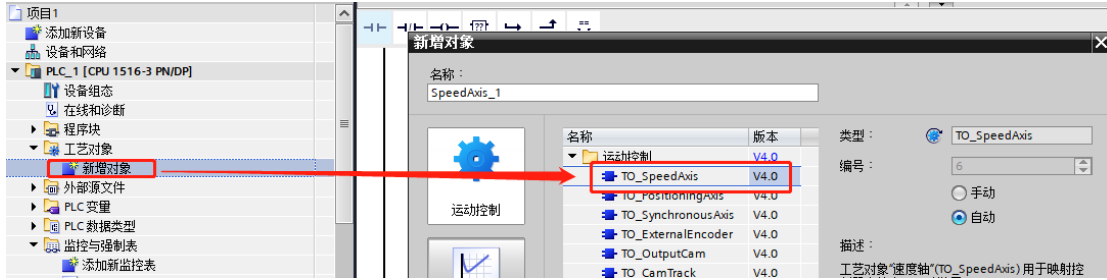 项目1
添加新设备
设备和网络
PLC_1 [CPU 1516-3 PN/DP]
设备组态
在线和诊断
程序块
工艺对象
新增对象
外部源文件
PLC 变量
PLC 数据类型
监控与强制表
添加新监控表
??
新增对象
名称：
SpeedAxis_1
运动控制
名称 版本
运动控制 V4.0
TO_SpeedAxis V4.0
TO_PositioningAxis V4.0
TO_SynchronousAxis V4.0
TO_ExternalEncoder V4.0
TO_OutputCam V4.0
TO_CamTrack V4.0
类型： TO_SpeedAxis
编号： 6
手动
自动
描述：
工艺对象“速度轴”(TO_SpeedAxis) 用于映射控